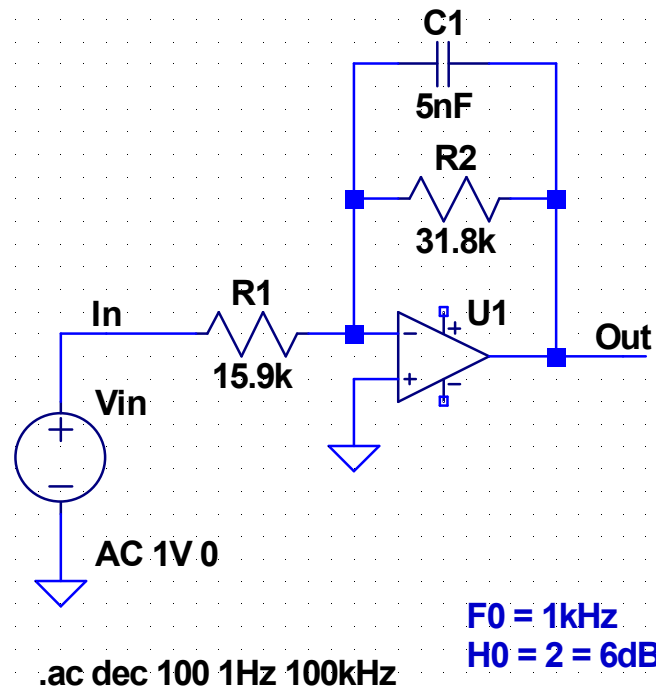 C1
5nF
R2
31.8k
R1
15.9k
In
U1
Out
Vin
AC 1V 0
F0 = 1kHz
H0 = 2 = 6dB
.ac dec 100 1Hz 100kHz